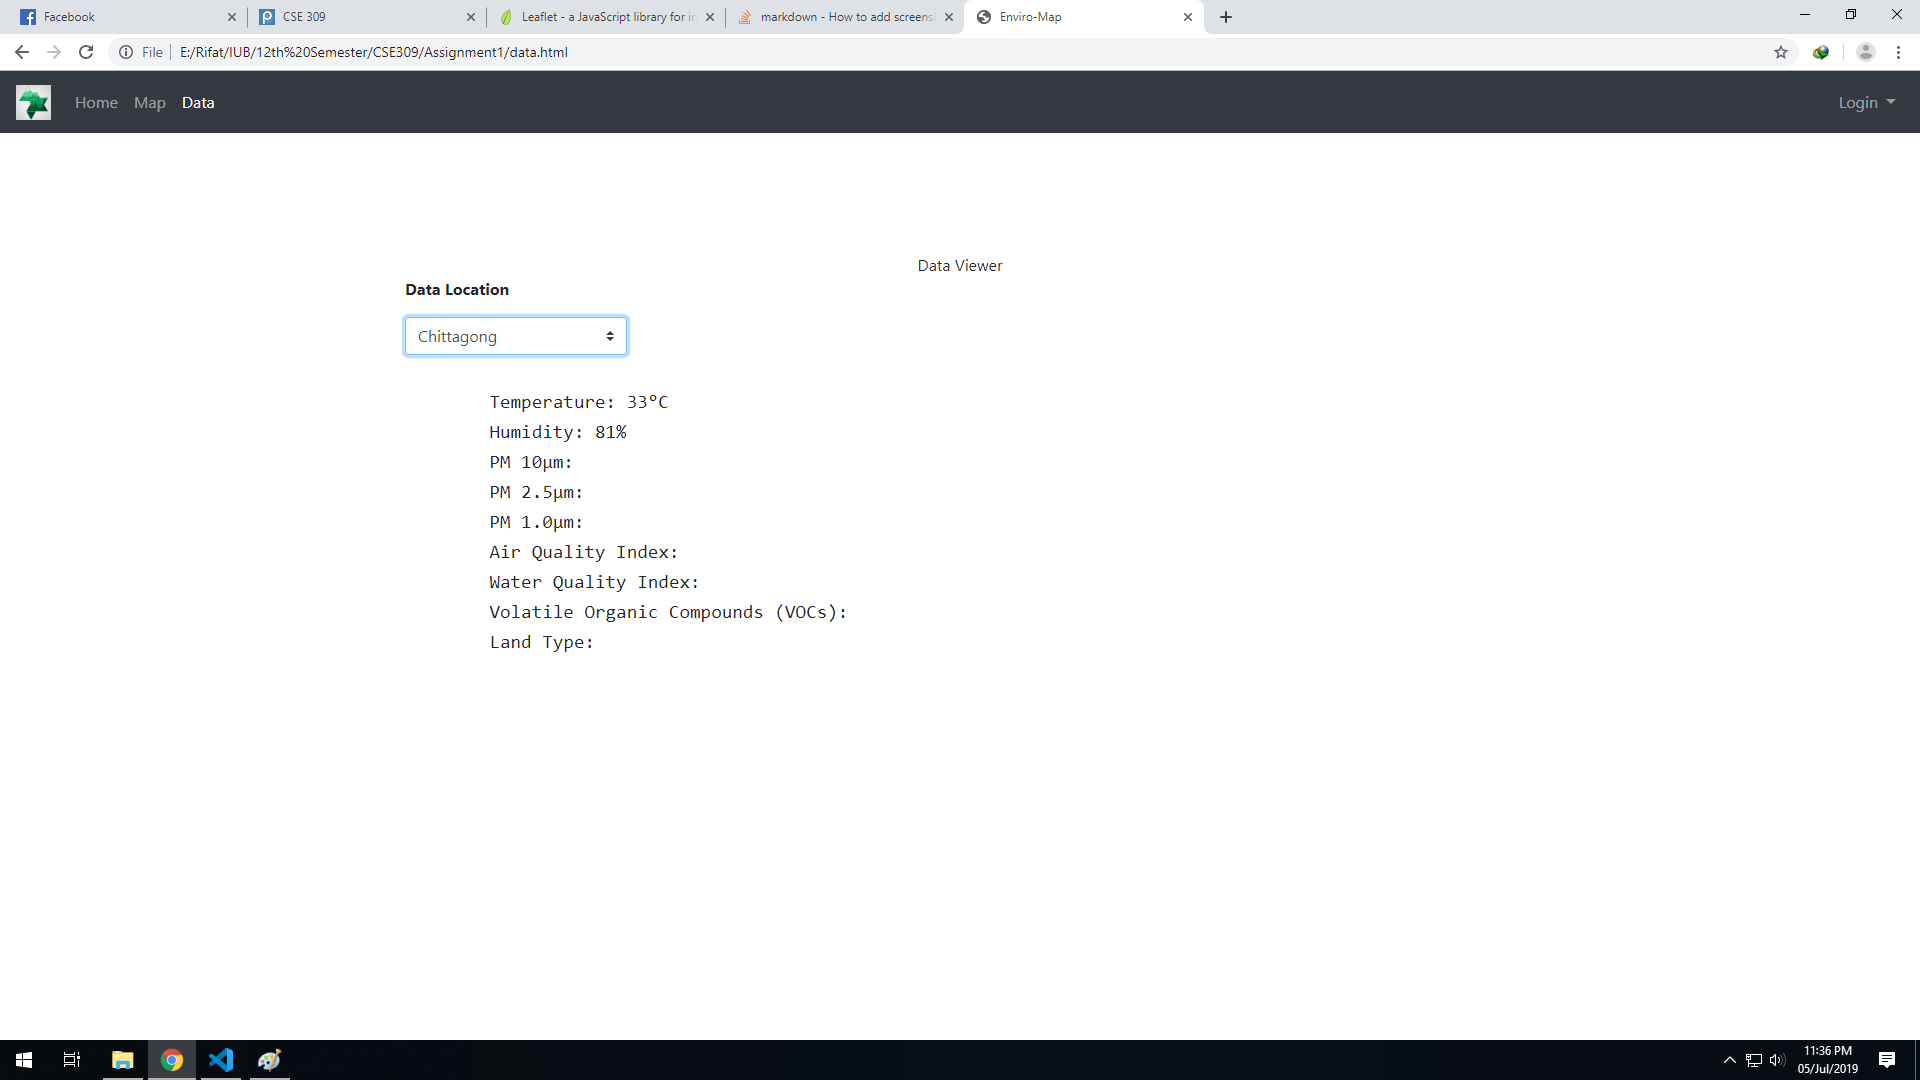 Facebook
CSE 309
Leaflet - a JavaScript library for in
markdown - How to add screens
Enviro-Map
File
E:/Rifat/IUB/12th%20Semester/CSE309/Assignment1/data.html
Home Map Data
Login
Data Viewer
Data Location
Chittagong
Temperature: 33°C
Humidity: 81%
PM 10µm:
PM 2.5µm:
PM 1.0µm:
Air Quality Index:
Water Quality Index:
Volatile Organic Compounds (VOCs):
Land Type:
11:36 PM
05/Jul/2019